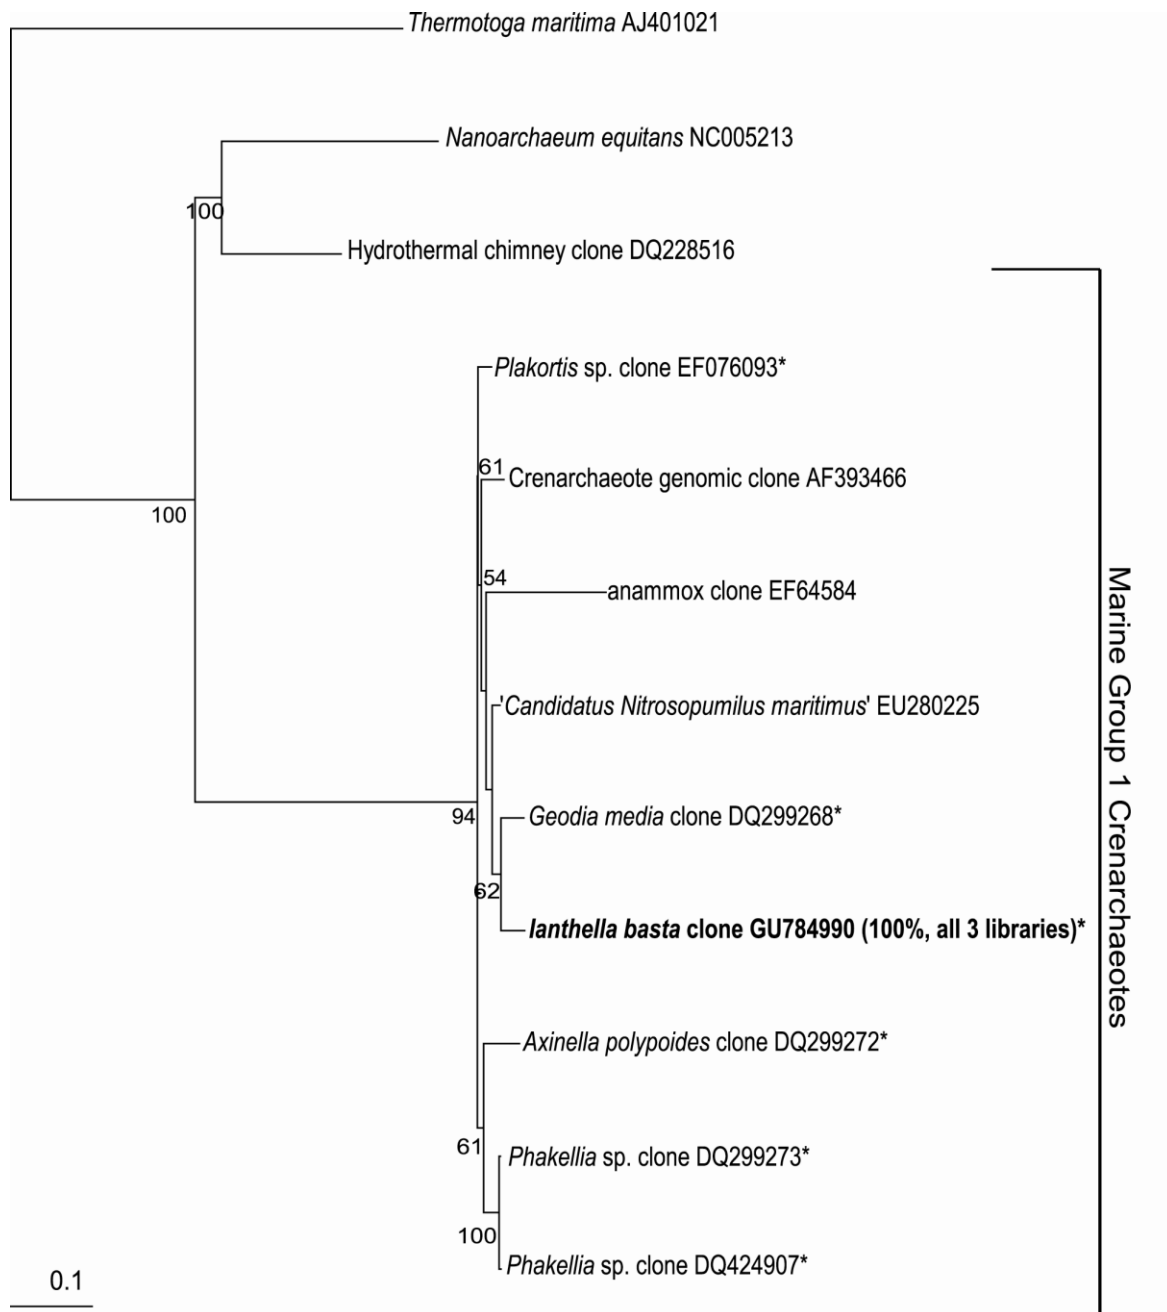 Thermotoga maritima AJ401021
Nanoarchaeum equitans NC005213
100
Hydrothermal chimney clone DQ228516
Plakortis sp. clone EF076093*
61
Crenarchaeote genomic clone AF393466
100
54
anammox clone EF64584
'Candidatus Nitrosopumilus maritimus' EU280225
94
Geodia media clone DQ299268*
62
Ianthella basta clone GU784990 (100%, all 3 libraries)*
Axinella polypoides clone DQ299272*
61
Phakellia sp. clone DQ299273*
100
Phakellia sp. clone DQ424907*
0.1
Marine Group 1 Crenarchaeotes